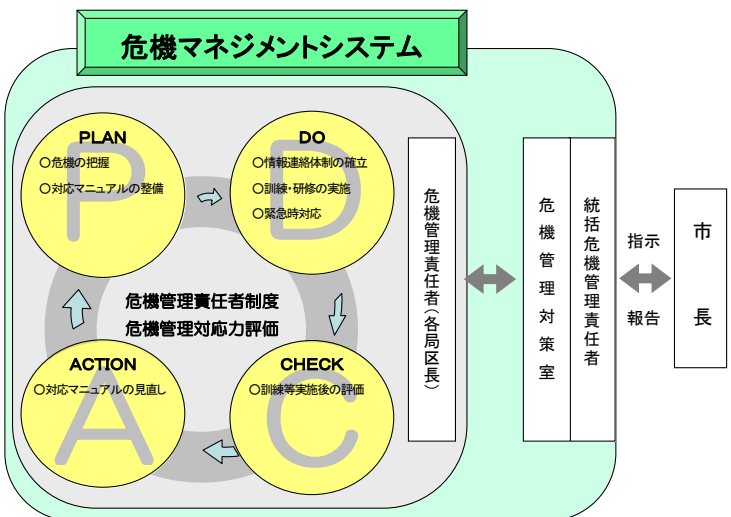 危機マネジメントシステム
PLAN
○危機の把握
○対応マニュアルの整備
P
DO
○情報連絡体制の確立
○訓練・研修の実施
○緊急時対応
D
危機管理責任者制度
危機管理対応力評価
ACTION
○対応マニュアルの見直し
A
CHECK
○訓練等実施後の評価
C
危機管理責任者（各局区長）
危機管理対策室
統括危機管理責任者
指示
報告
市長